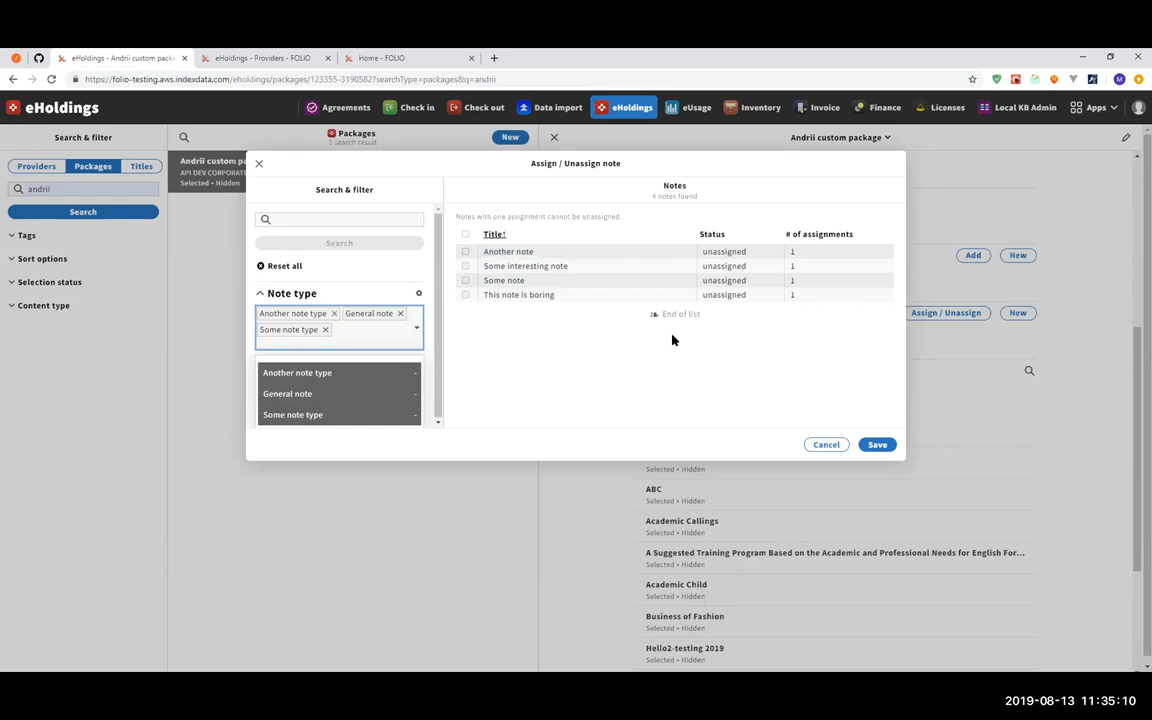 eHoldings - Andrii custom packa
eHoldings - Providers - FOLIO
Home - FOLIO
https://folio-testing.aws.indexdata.com/eholdings/packages/123355-3190582?searchType=packages&q=andrii
eHoldings
Agreements
Check in
Check out
Data import
eHoldings
eUsage
Inventory
Invoice
Finance
Licenses
Local KB Admin
Apps
Search & filter
Packages
1 search result
New
Andrii custom package
Providers
Packages
Titles
andrii
Search
Tags
Sort options
Selection status
Content type
Andrii custom pa
API DEV CORPORAT
Selected • Hidden
Assign / Unassign note
Search & filter
Search
Reset all
Note type
Another note type
General note
Some note type
Another note type -
General note -
Some note type -
Notes
4 notes found
Notes with one assignment cannot be unassigned.
Title↑ Status # of assignments
Another note unassigned 1
Some interesting note unassigned 1
Some note unassigned 1
This note is boring unassigned 1
End of list
Cancel
Save
Add
New
Assign / Unassign
New
Selected • Hidden
ABC
Selected • Hidden
Academic Callings
Selected • Hidden
A Suggested Training Program Based on the Academic and Professional Needs for English For...
Selected • Hidden
Academic Child
Selected • Hidden
Business of Fashion
Selected • Hidden
Hello2-testing 2019
Selected • Hidden
2019-08-13 11:35:10